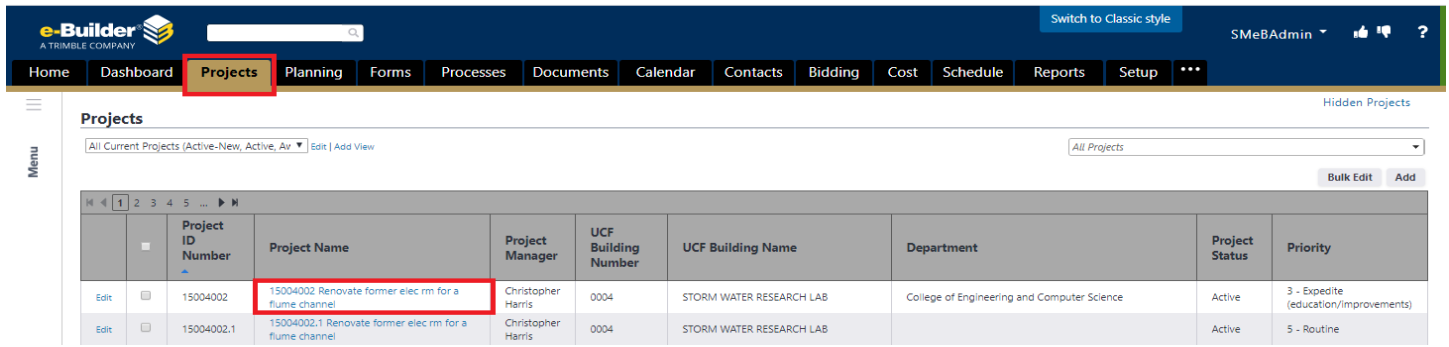 e-Builder
A TRIMBLE COMPANY
Switch to Classic style
SMeBAdmin
?
Home Dashboard Projects Planning Forms Processes Documents Calendar Contacts Bidding Cost Schedule Reports Setup •••
Menu
Hidden Projects
Projects
All Current Projects (Active-New, Active, Av Edit | Add View
All Projects
Bulk Edit Add
1 2 3 4 5 ...
Project ID Number
Project Name
Project Manager
UCF Building Number
UCF Building Name
Department
Project Status
Priority
Edit 15004002 15004002 Renovate former elec rm for a flume channel Christopher Harris 0004 STORM WATER RESEARCH LAB College of Engineering and Computer Science Active 3 - Expedite (education/improvements)
Edit 15004002.1 15004002.1 Renovate former elec rm for a flume channel Christopher Harris 0004 STORM WATER RESEARCH LAB Active 5 - Routine